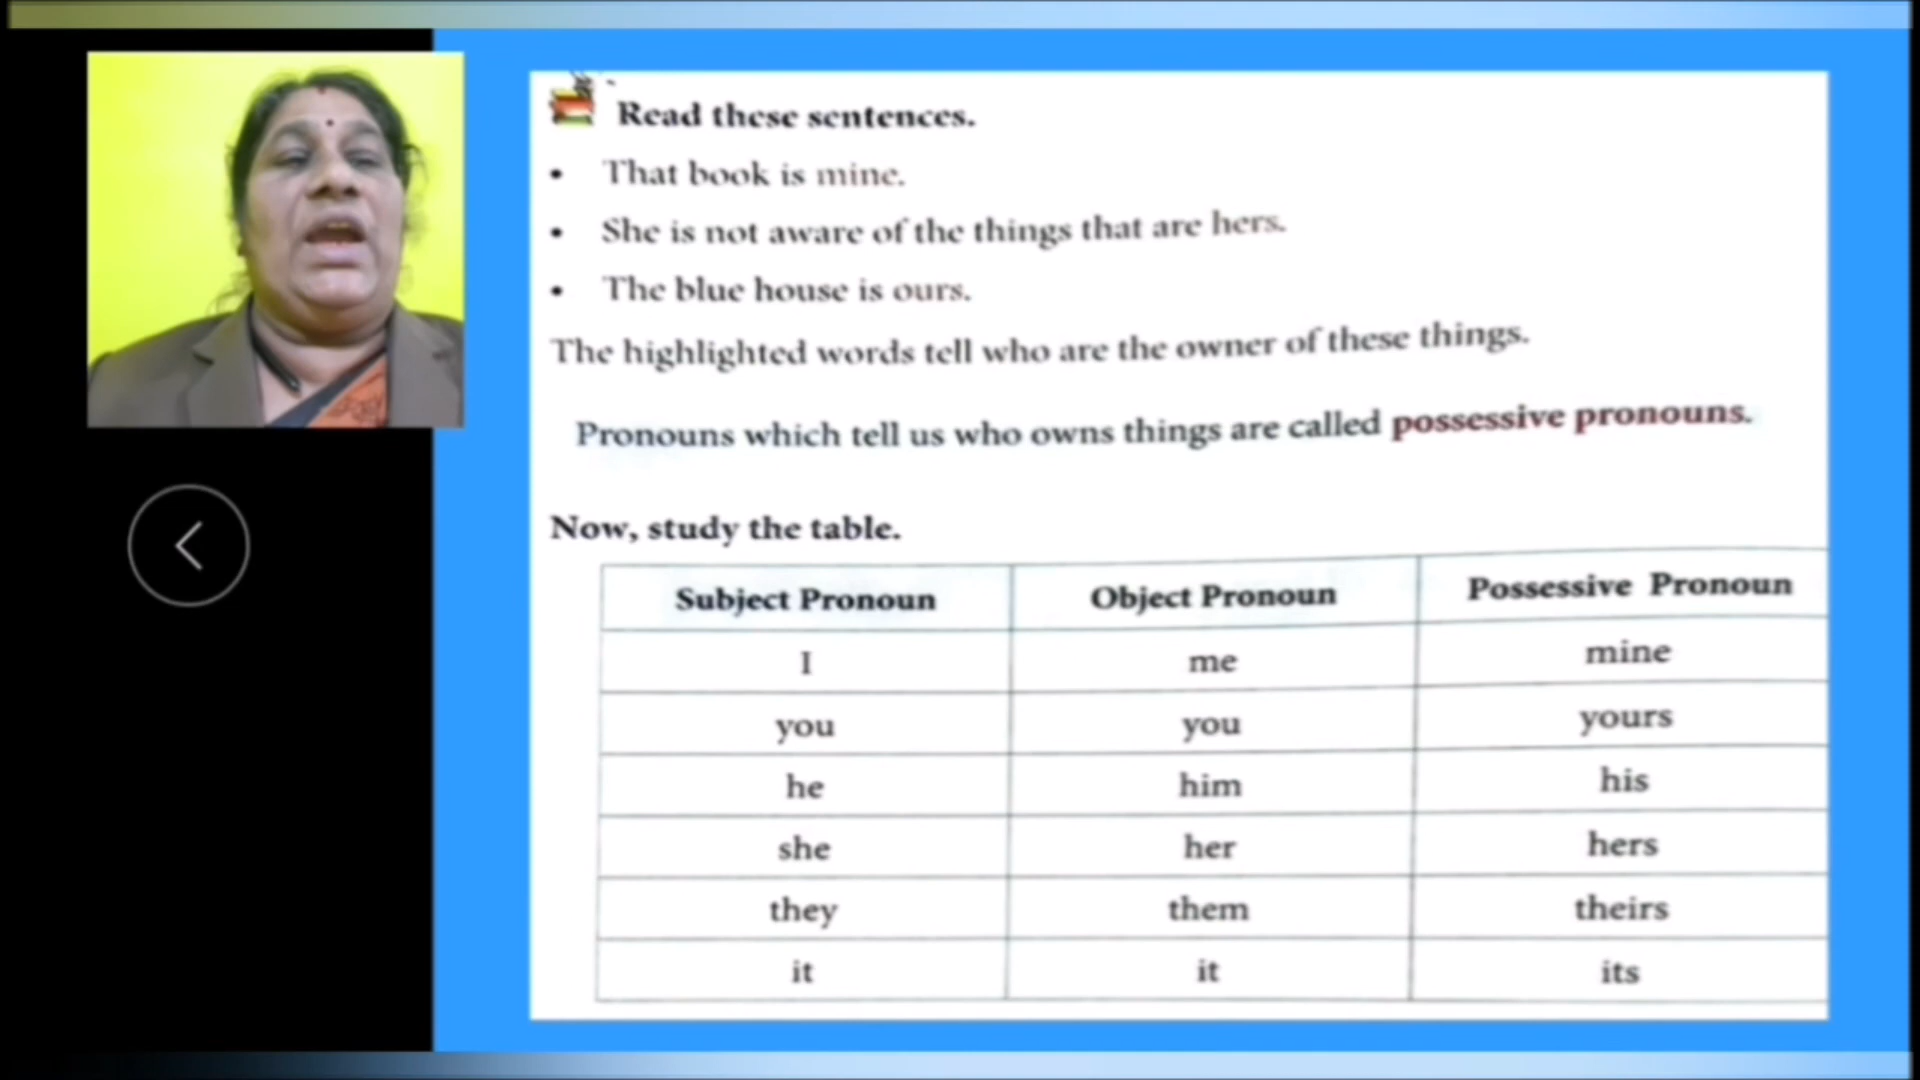 Read these sentences.
• That book is mine.
• She is not aware of the things that are hers.
• The blue house is ours.
The highlighted words tell who are the owner of these things.
Pronouns which tell us who owns things are called possessive pronouns.
Now, study the table.
Subject Pronoun Object Pronoun Possessive Pronoun
I me mine
you you yours
he him his
she her hers
they them theirs
it it its